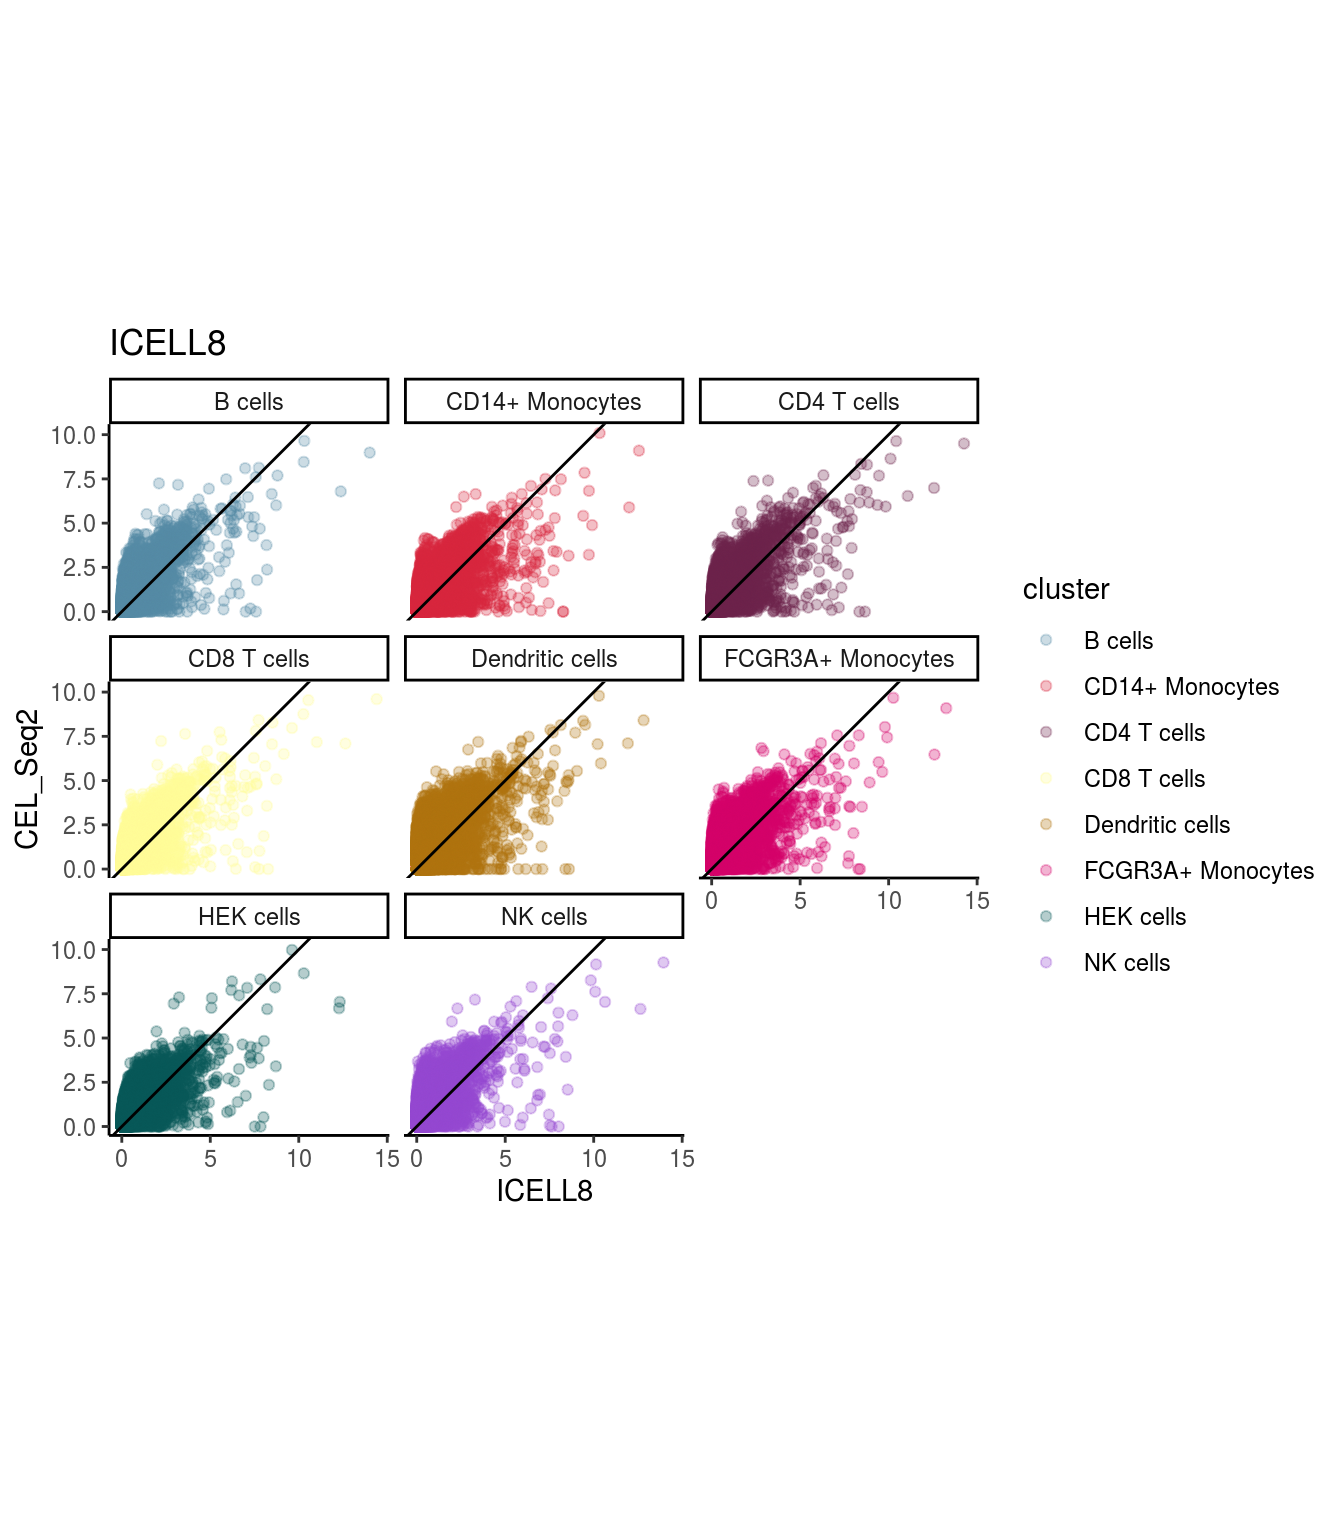 ICELL8
B cells
CD14+ Monocytes
CD4 T cells
10.0
7.5
5.0
2.5
0.0
CD8 T cells
Dendritic cells
FCGR3A+ Monocytes
10.0
7.5
5.0
2.5
0.0
0 5 10 15
HEK cells
NK cells
10.0
7.5
5.0
2.5
0.0
0 5 10 15 0 5 10 15
ICELL8
CEL_Seq2
cluster
B cells
CD14+ Monocytes
CD4 T cells
CD8 T cells
Dendritic cells
FCGR3A+ Monocytes
HEK cells
NK cells